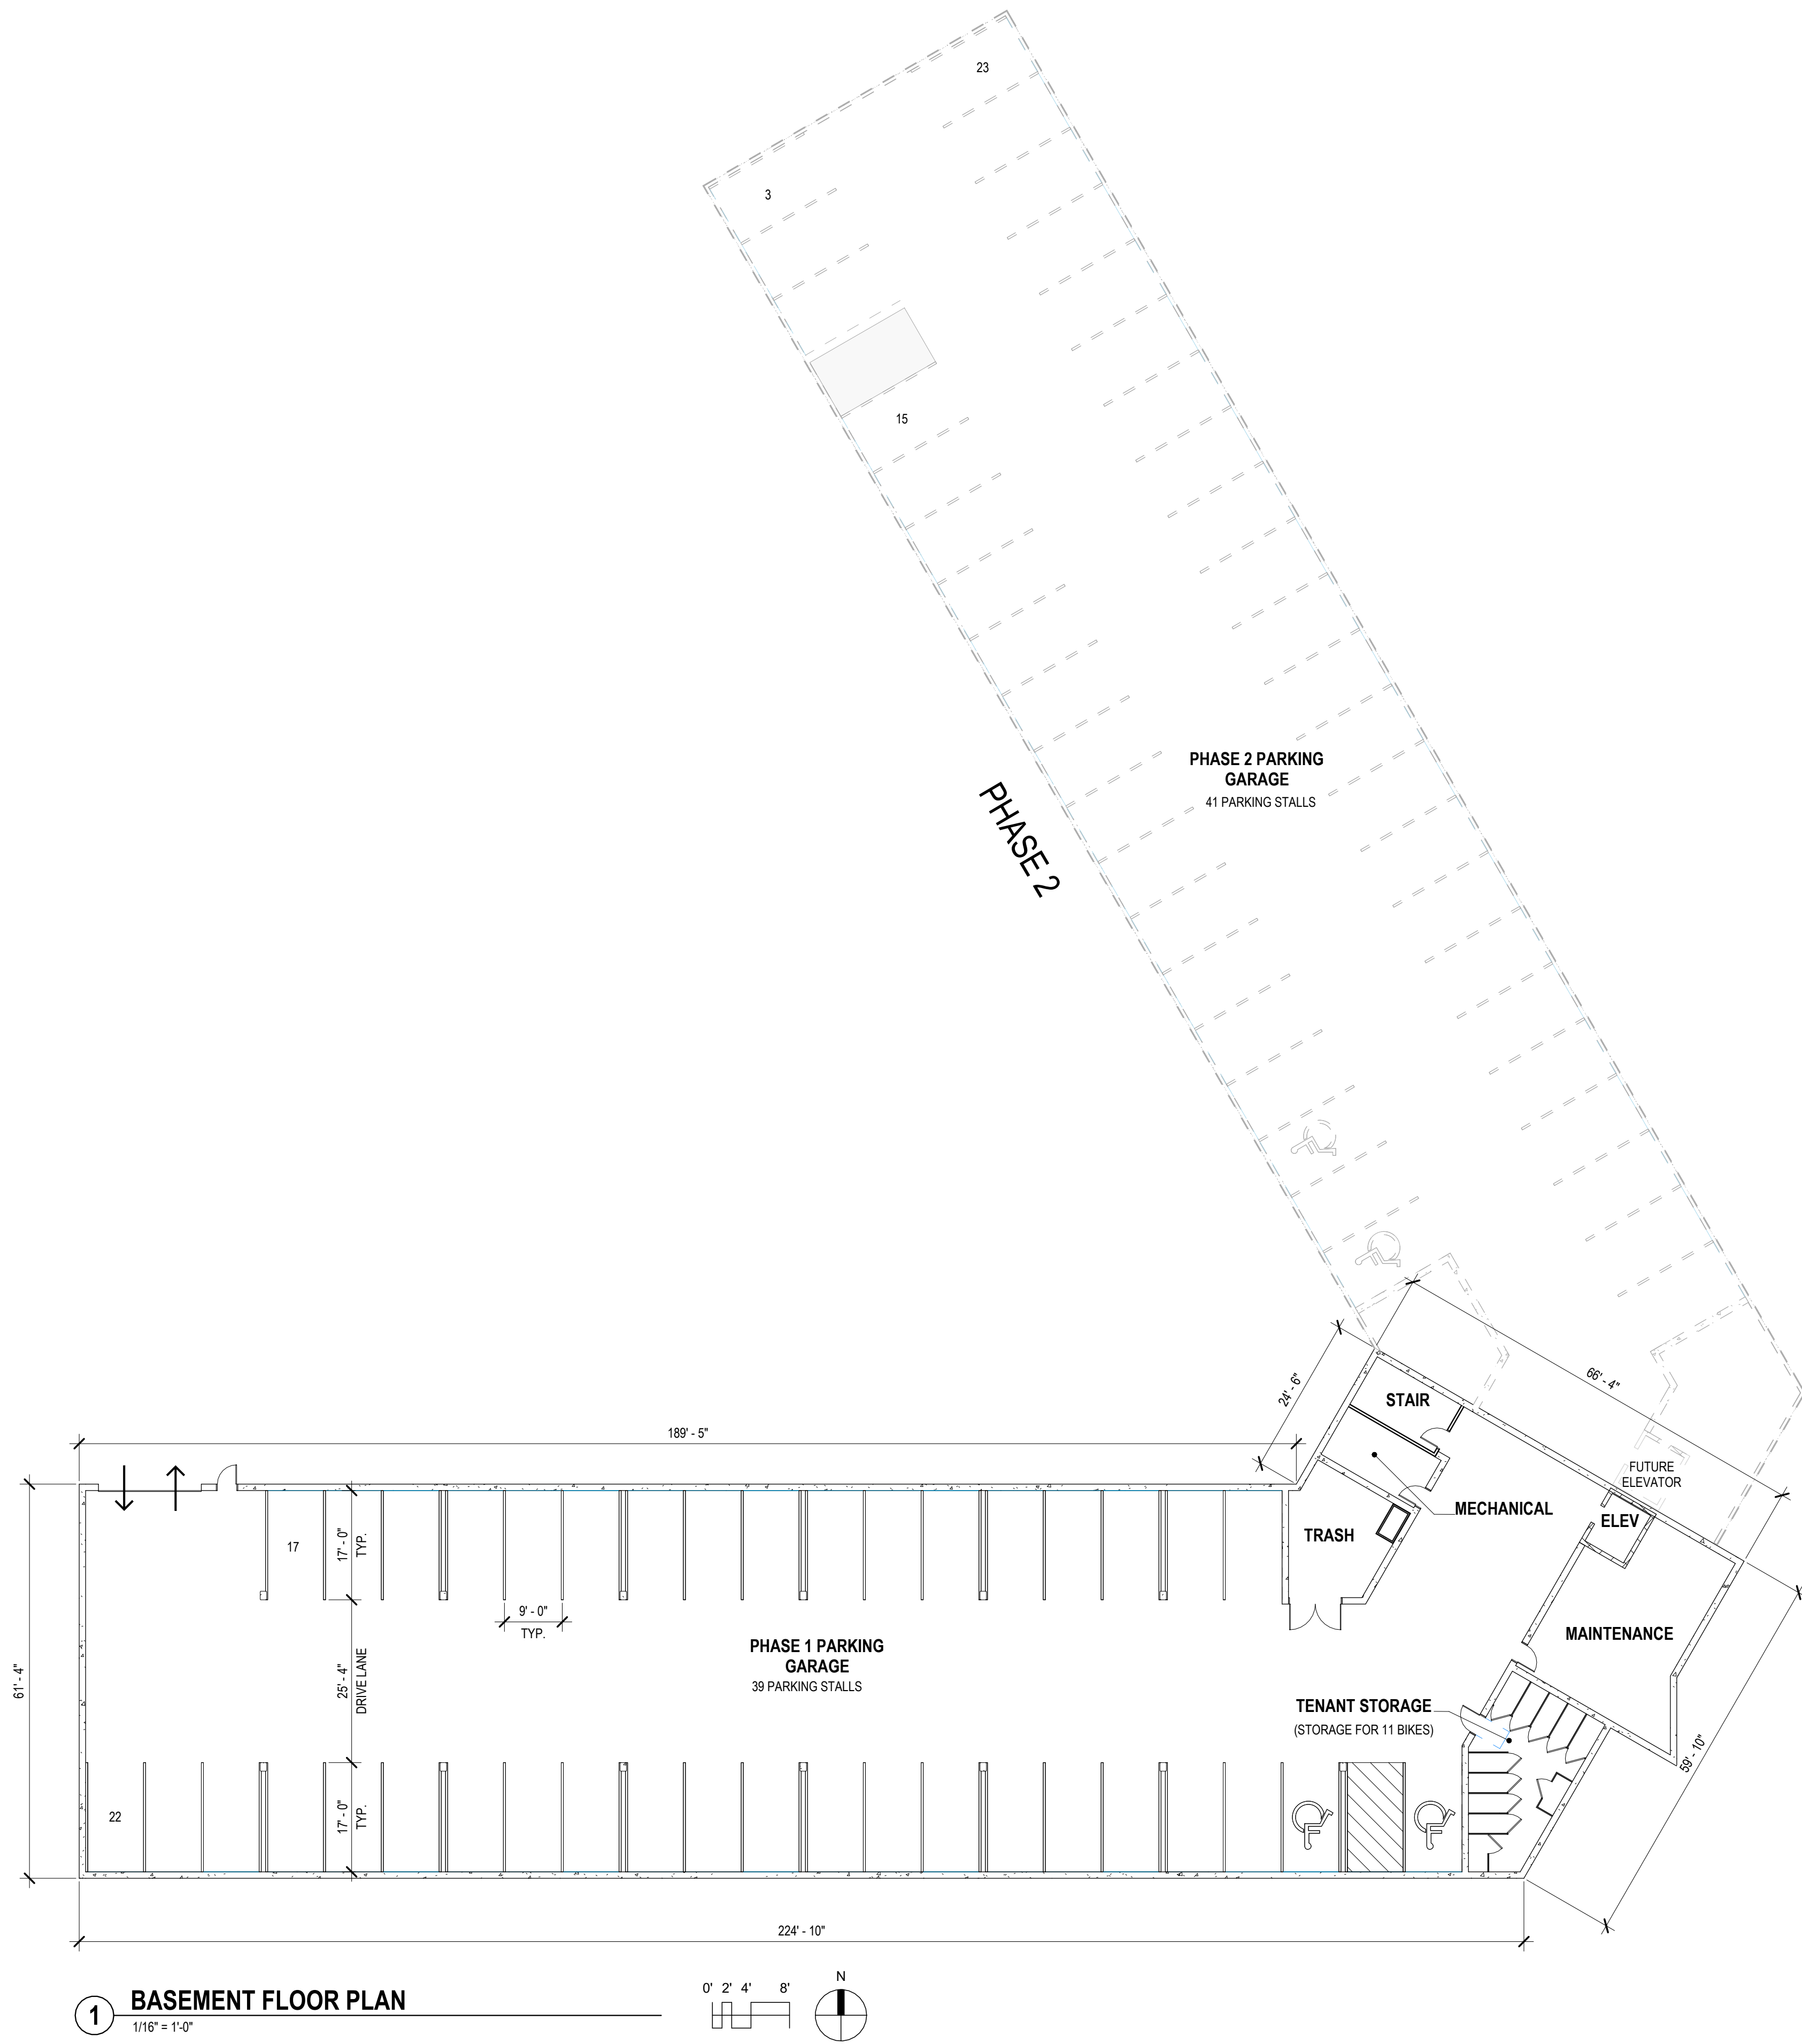 23
3
15
PHASE 2 PARKING
GARAGE
41 PARKING STALLS
PHASE 2
66' - 4"
24' - 6"
STAIR
189' - 5"
FUTURE
ELEVATOR
MECHANICAL
ELEV
TRASH
17
17' - 0"
TYP.
9' - 0"
TYP.
MAINTENANCE
PHASE 1 PARKING
GARAGE
39 PARKING STALLS
61' - 4"
25' - 4"
DRIVE LANE
TENANT STORAGE
(STORAGE FOR 11 BIKES)
59' - 10"
22
17' - 0"
TYP.
224' - 10"
N
0' 2' 4' 8'
1
BASEMENT FLOOR PLAN
1/16" = 1'-0"